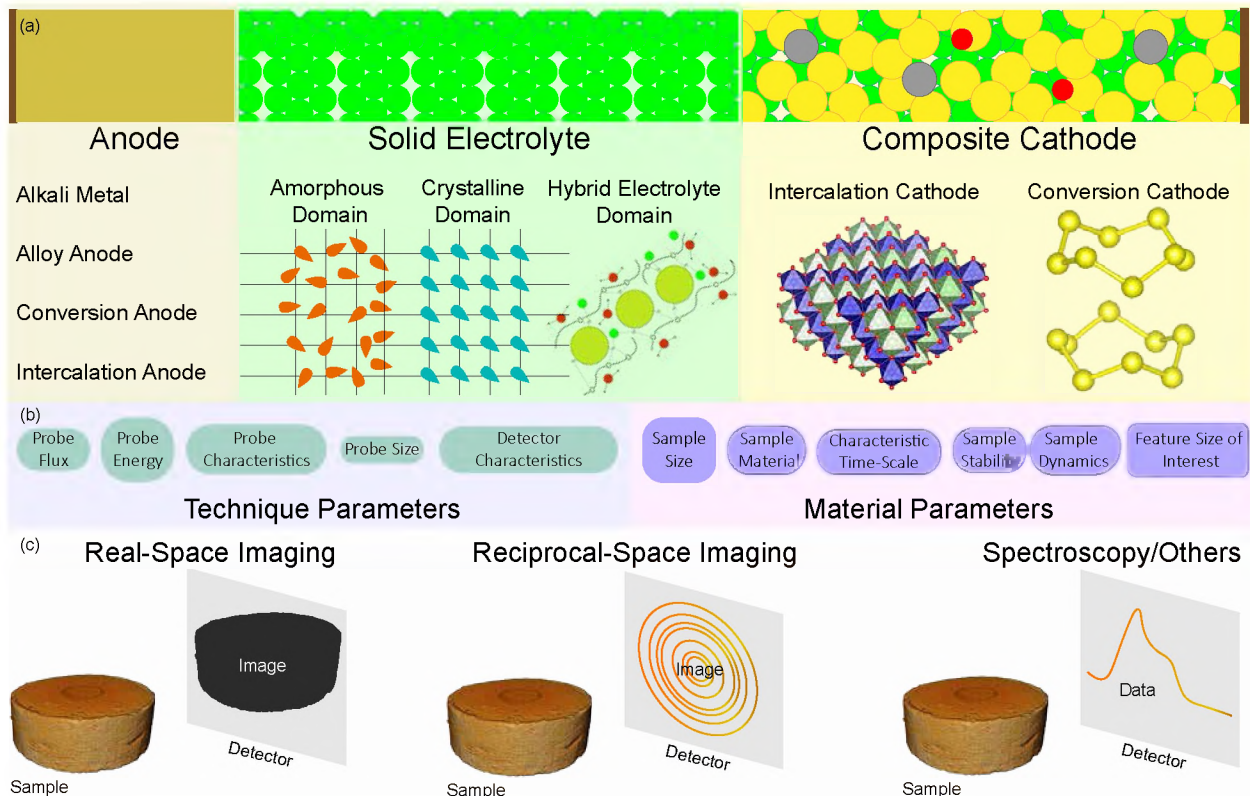 (a)
Anode
Solid Electrolyte
Composite Cathode
Alkali Metal
Alloy Anode
Conversion Anode
Intercalation Anode
Amorphous
Domain
Crystalline
Domain
Hybrid Electrolyte
Domain
Intercalation Cathode
Conversion Cathode
(b)
Probe
Flux
Probe
Energy
Probe
Characteristics
Probe Size
Detector
Characteristics
Technique Parameters
Sample
Size
Sample
Material
Characteristic
Time-Scale
Sample
Stability
Sample
Dynamics
Feature Size of
Interest
Material Parameters
(c)
Real-Space Imaging
Image
Detector
Sample
Reciprocal-Space Imaging
Image
Detector
Sample
Spectroscopy/Others
Data
Detector
Sample